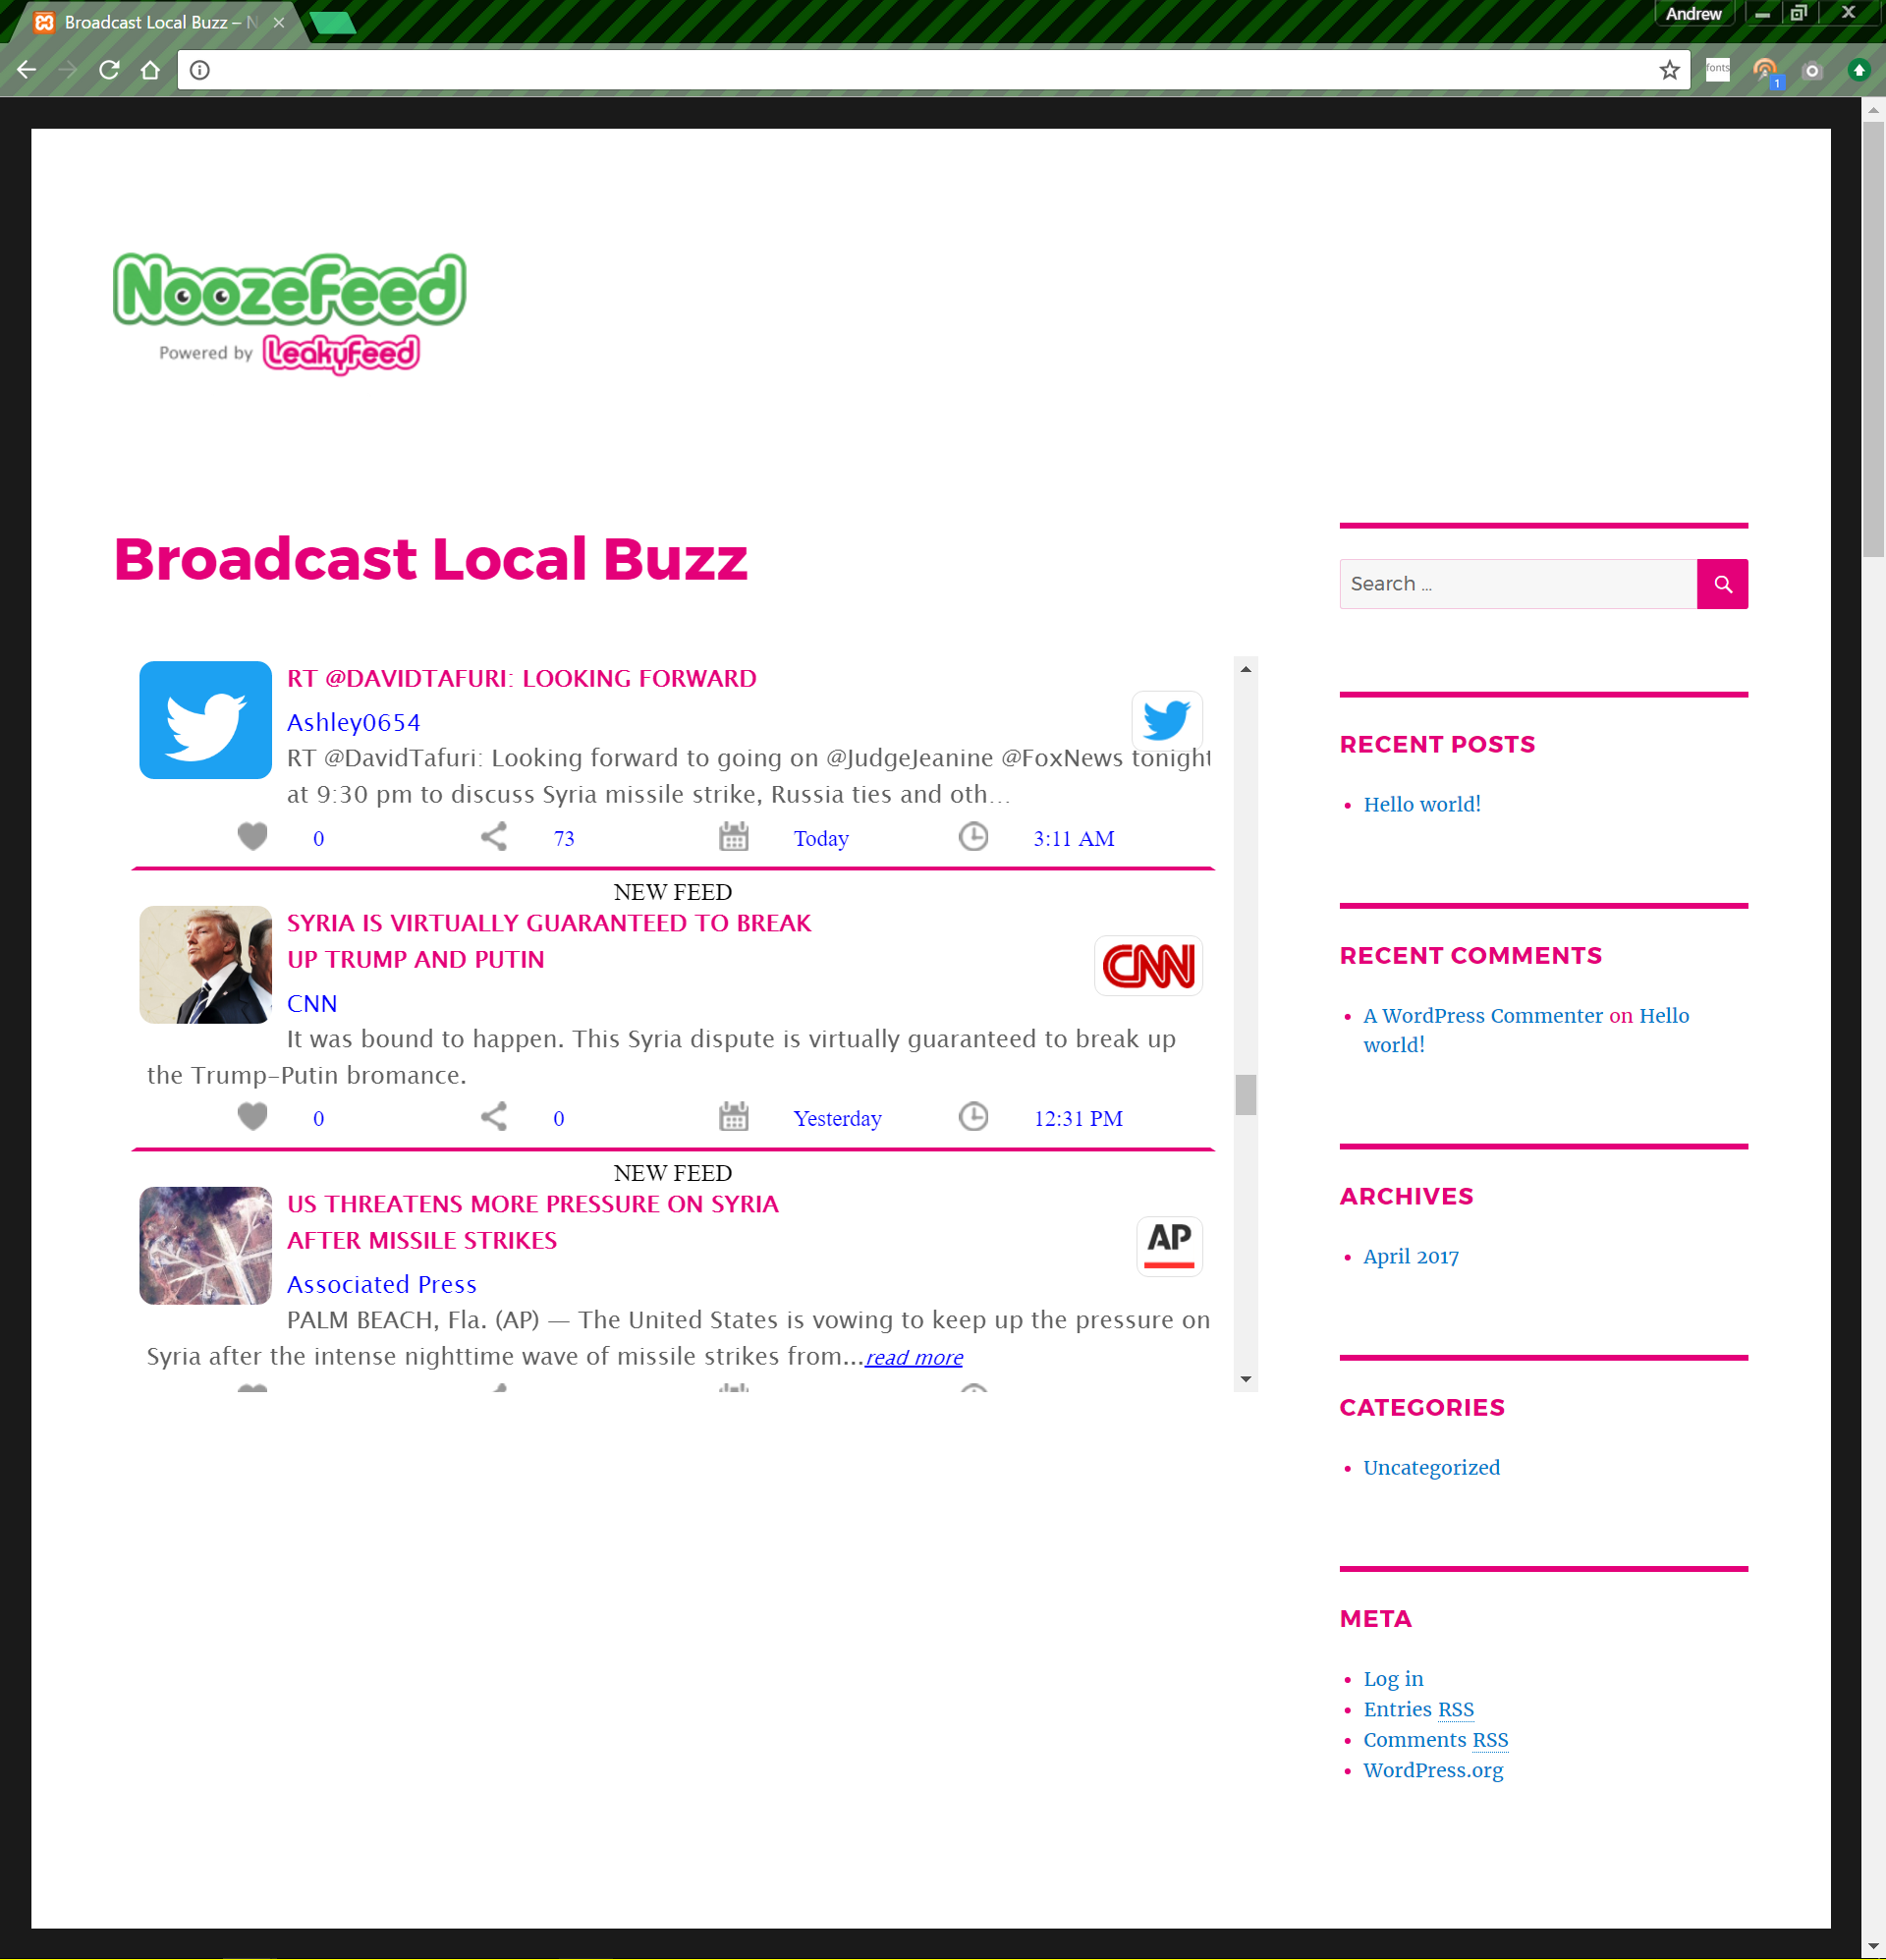 Broadcast Local Buzz – N
Andrew
fonts
1
NoozeFeed
Powered by LeakyFeed
Broadcast Local Buzz
RT @DAVIDTAFURI: LOOKING FORWARD
Ashley0654
RT @DavidTafuri: Looking forward to going on @JudgeJeanine @FoxNews tonight
at 9:30 pm to discuss Syria missile strike, Russia ties and oth…
0 73 Today 3:11 AM
NEW FEED
SYRIA IS VIRTUALLY GUARANTEED TO BREAK
UP TRUMP AND PUTIN
CNN
CNN
It was bound to happen. This Syria dispute is virtually guaranteed to break up
the Trump-Putin bromance.
0 0 Yesterday 12:31 PM
NEW FEED
US THREATENS MORE PRESSURE ON SYRIA
AFTER MISSILE STRIKES
AP
Associated Press
PALM BEACH, Fla. (AP) — The United States is vowing to keep up the pressure on
Syria after the intense nighttime wave of missile strikes from...read more
Search …
RECENT POSTS
Hello world!
RECENT COMMENTS
A WordPress Commenter on Hello
world!
ARCHIVES
April 2017
CATEGORIES
Uncategorized
META
Log in
Entries RSS
Comments RSS
WordPress.org